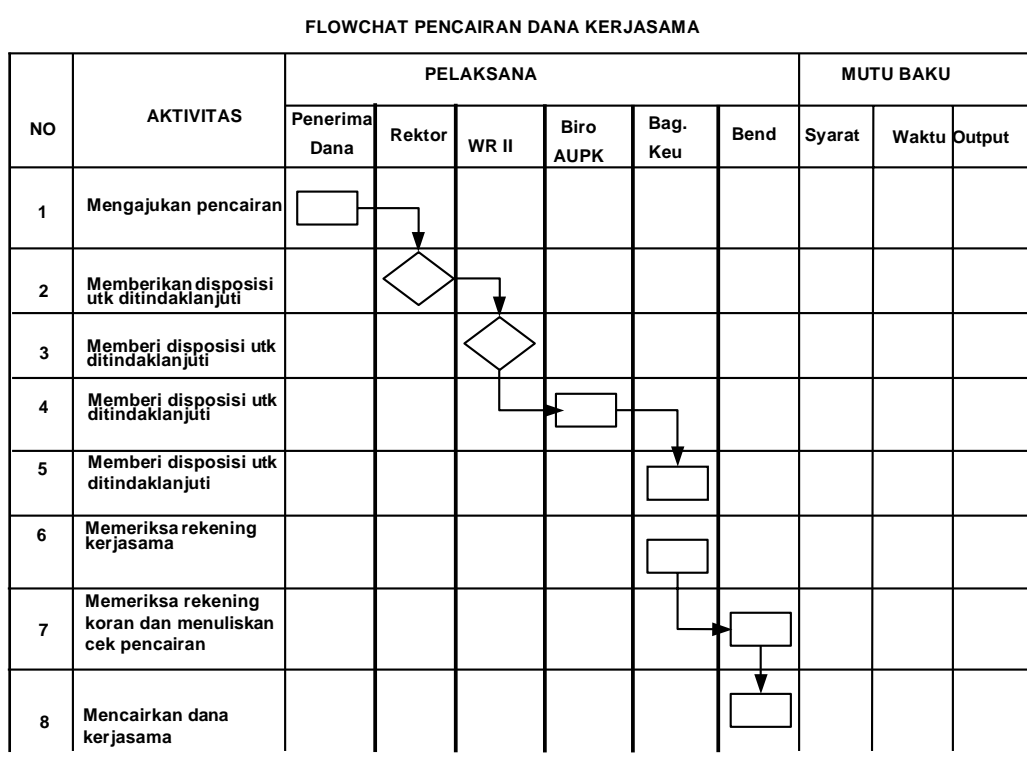 FLOWCHAT PENCAIRAN DANA KERJASAMA
NO
AKTIVITAS
PELAKSANA
MUTU BAKU
Penerima
Dana
Rektor
WR II
Biro
AUPK
Bag.
Keu
Bend
Syarat
Waktu
Output
1
Mengajukan pencairan
2
Memberikan disposisi
utk ditindaklanjuti
3
Memberi disposisi utk
ditindaklanjuti
4
Memberi disposisi utk
ditindaklanjuti
5
Memberi disposisi utk
ditindaklanjuti
6
Memeriksa rekening
kerjasama
7
Memeriksa rekening
koran dan menuliskan
cek pencairan
8
Mencairkan dana
kerjasama